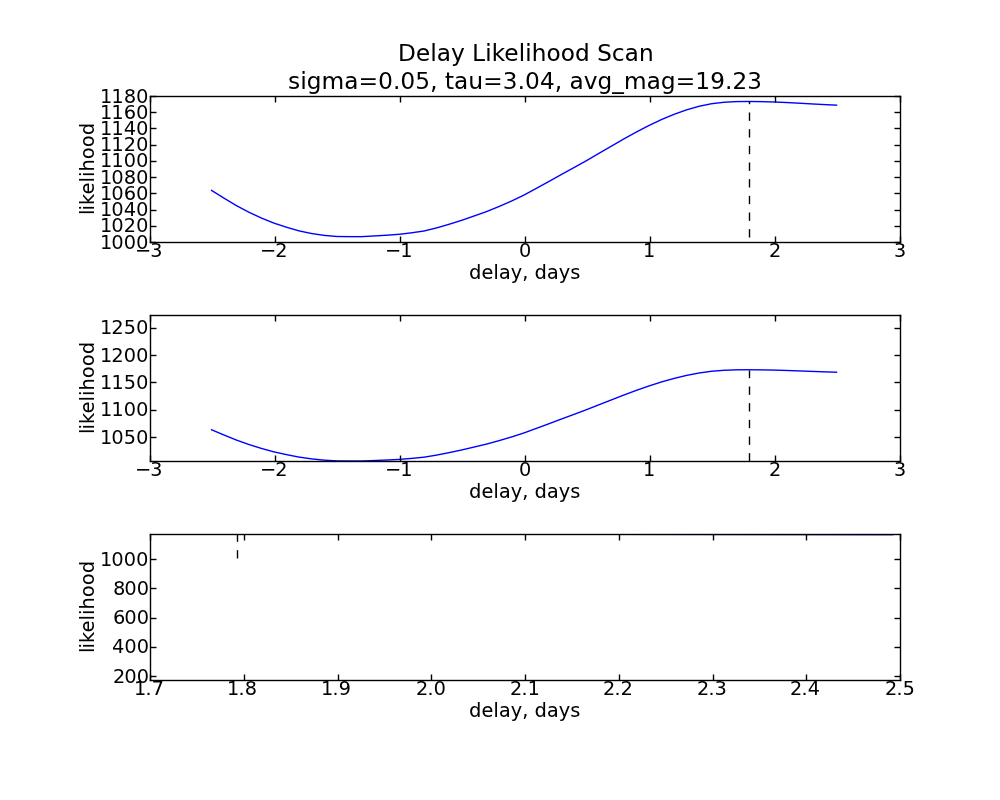 Delay Likelihood Scan
sigma=0.05, tau=3.04, avg_mag=19.23
1180
1160
1140
1120
1100
1080
1060
1040
1020
1000
likelihood
−3 −2 −1 0 1 2 3
delay, days
1250
1200
1150
1100
1050
likelihood
−3 −2 −1 0 1 2 3
delay, days
1000
800
600
400
200
likelihood
1.7 1.8 1.9 2.0 2.1 2.2 2.3 2.4 2.5
delay, days